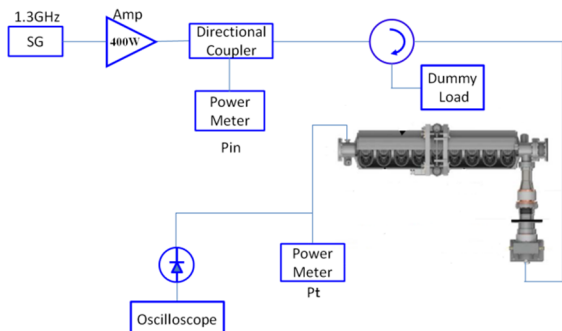 1.3GHz
Amp
SG
400W
Directional
Coupler
Dummy
Load
Power
Meter
Pin
Power
Meter
Pt
Oscilloscope